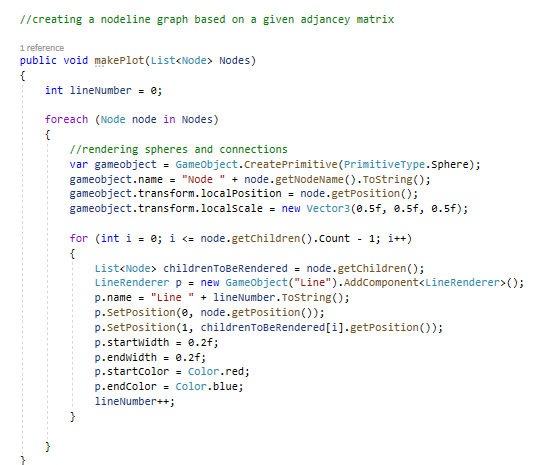 //creating a nodeline graph based on a given adjancey matrix
1 reference
public void makePlot(List<Node> Nodes)
{
    int lineNumber = 0;

    foreach (Node node in Nodes)
    {
        //rendering spheres and connections
        var gameobject = GameObject.CreatePrimitive(PrimitiveType.Sphere);
        gameobject.name = "Node " + node.getNodeName().ToString();
        gameobject.transform.localPosition = node.getPosition();
        gameobject.transform.localScale = new Vector3(0.5f, 0.5f, 0.5f);

        for (int i = 0; i <= node.getChildren().Count - 1; i++)
        {
            List<Node> childrenToBeRendered = node.getChildren();
            LineRenderer p = new GameObject("Line").AddComponent<LineRenderer>();
            p.name = "Line " + lineNumber.ToString();
            p.SetPosition(0, node.getPosition());
            p.SetPosition(1, childrenToBeRendered[i].getPosition());
            p.startWidth = 0.2f;
            p.endWidth = 0.2f;
            p.startColor = Color.red;
            p.endColor = Color.blue;
            lineNumber++;
        }

    }
}